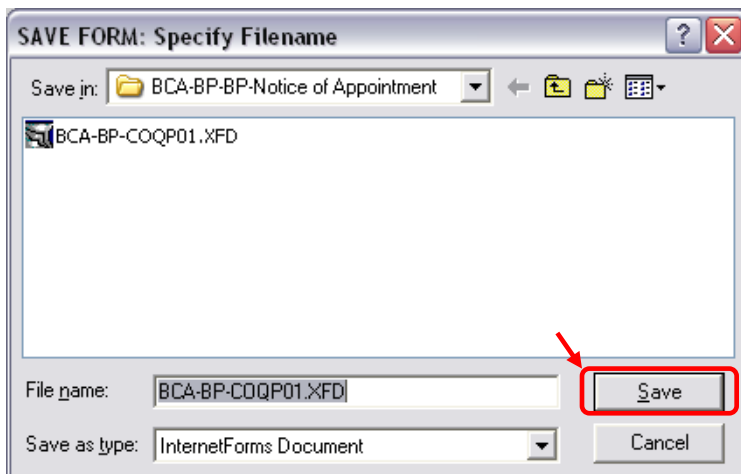 SAVE FORM: Specify Filename
Save in: BCA-BP-BP-Notice of Appointment
BCA-BP-COQP01.XFD
File name: BCA-BP-COQP01.XFD Save
Save as type: InternetForms Document Cancel